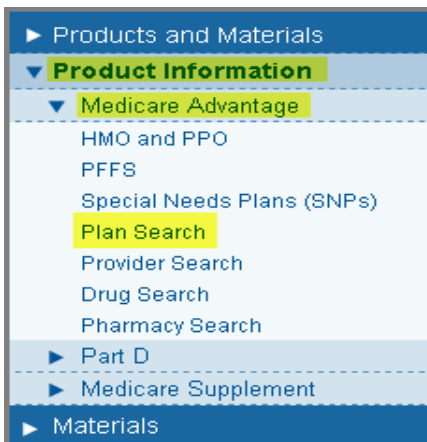 Products and Materials
Product Information
Medicare Advantage
HMO and PPO
PFFS
Special Needs Plans (SNPs)
Plan Search
Provider Search
Drug Search
Pharmacy Search
Part D
Medicare Supplement
Materials